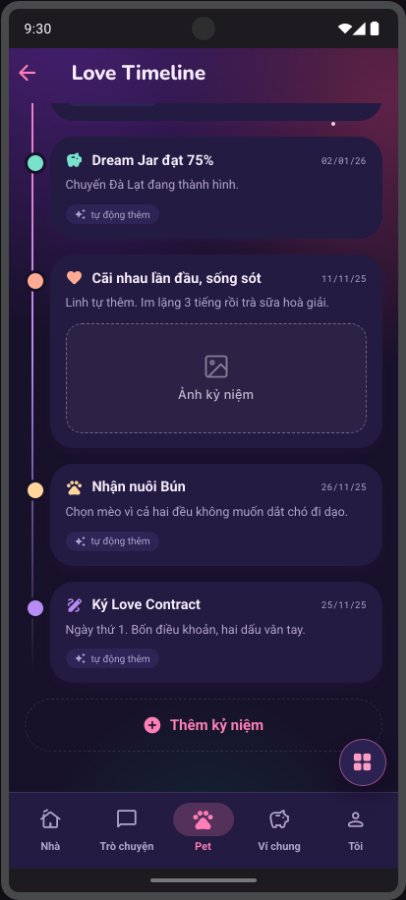 9:30
Love Timeline
Dream Jar đạt 75%
02/01/26
Chuyến Đà Lạt đang thành hình.
tự động thêm
Cãi nhau lần đầu, sống sót
11/11/25
Linh tự thêm. Im lặng 3 tiếng rồi trà sữa hoà giải.
Ảnh kỷ niệm
Nhận nuôi Bún
26/11/25
Chọn mèo vì cả hai đều không muốn dắt chó đi dạo.
tự động thêm
Ký Love Contract
25/11/25
Ngày thứ 1. Bốn điều khoản, hai dấu vân tay.
tự động thêm
Thêm kỷ niệm
Nhà
Trò chuyện
Pet
Ví chung
Tôi